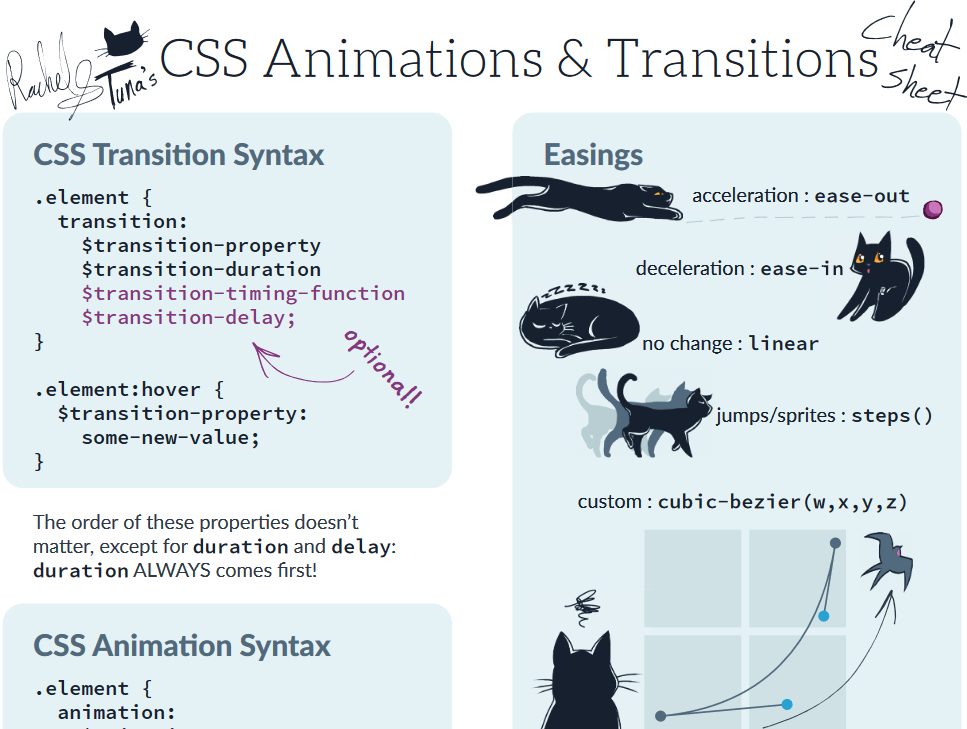 Rachel & Tuna's
CSS Animations & Transitions
Cheat Sheet
CSS Transition Syntax
.element {
transition:
$transition-property
$transition-duration
$transition-timing-function
$transition-delay;
}
optional!
.element:hover {
$transition-property:
some-new-value;
}
The order of these properties doesn't
matter, except for duration and delay:
duration ALWAYS comes first!
CSS Animation Syntax
.element {
animation:
Easings
acceleration : ease-out
deceleration : ease-in
zzzzzz
no change : linear
jumps/sprites : steps()
custom : cubic-bezier(w,x,y,z)